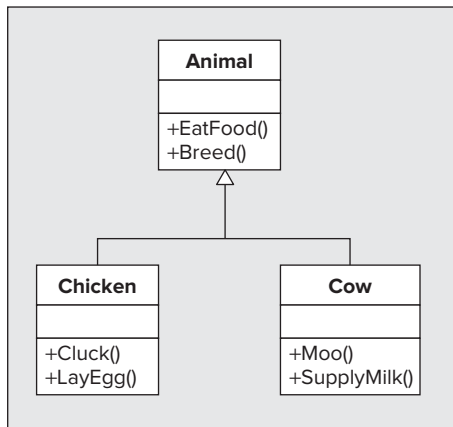 Animal
+EatFood()
+Breed()
Chicken
+Cluck()
+LayEgg()
Cow
+Moo()
+SupplyMilk()